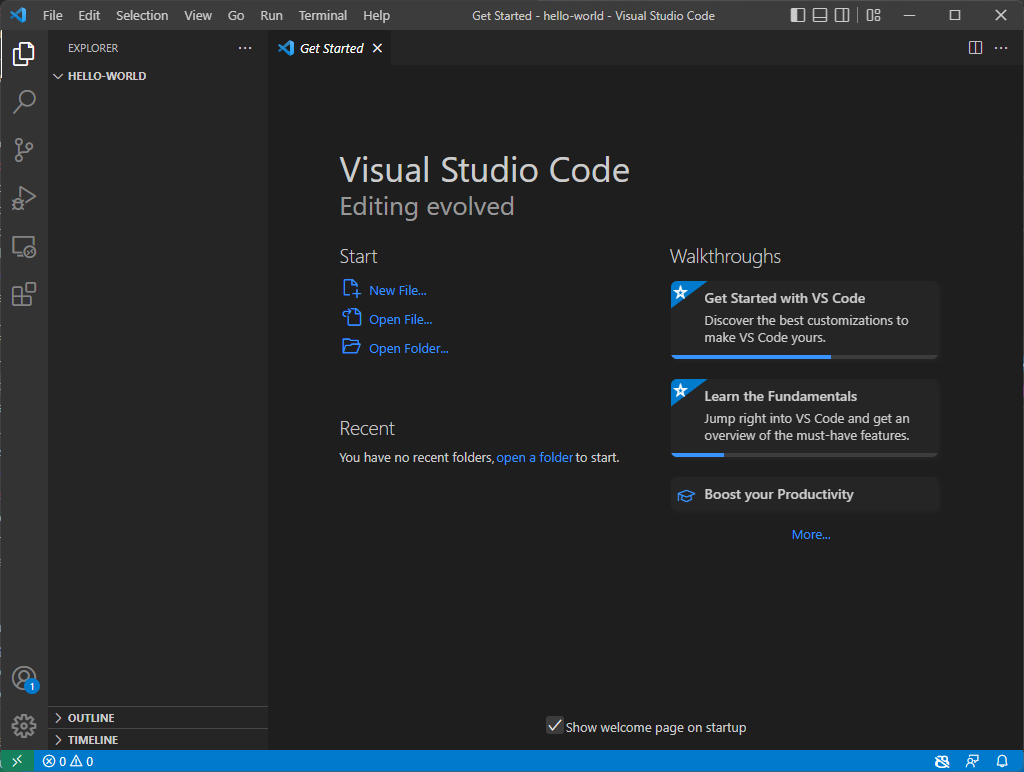 File Edit Selection View Go Run Terminal Help Get Started - hello-world - Visual Studio Code
EXPLORER
HELLO-WORLD
OUTLINE
TIMELINE
Get Started
Visual Studio Code
Editing evolved
Start
New File...
Open File...
Open Folder...
Recent
You have no recent folders, open a folder to start.
Walkthroughs
Get Started with VS Code
Discover the best customizations to
make VS Code yours.
Learn the Fundamentals
Jump right into VS Code and get an
overview of the must-have features.
Boost your Productivity
More...
Show welcome page on startup
1
0 0